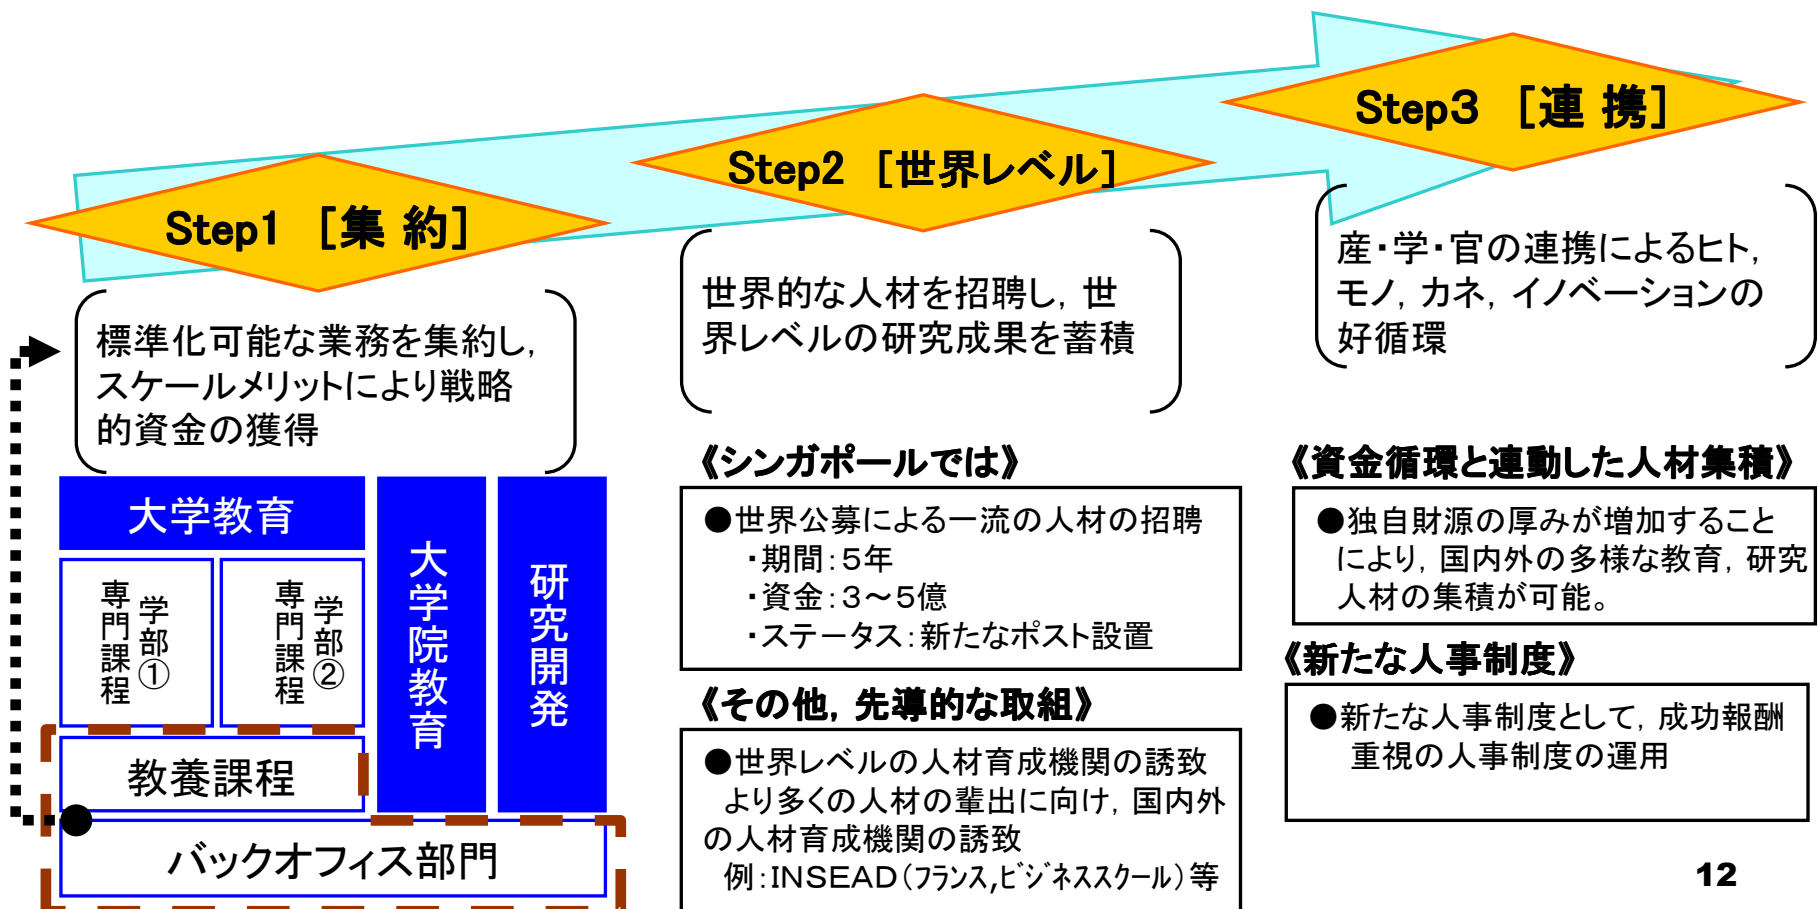 Step1 ［集 約］
標準化可能な業務を集約し，
スケールメリットにより戦略
的資金の獲得
大学教育
学部①
専門課程
学部②
専門課程
教養課程
大学院教育
研究開発
バックオフィス部門
Step2 ［世界レベル］
世界的な人材を招聘し，世
界レベルの研究成果を蓄積
《シンガポールでは》
●世界公募による一流の人材の招聘
・期間：５年
・資金：３～５億
・ステータス：新たなポスト設置
《その他，先導的な取組》
●世界レベルの人材育成機関の誘致
より多くの人材の輩出に向け，国内外
の人材育成機関の誘致
例：INSEAD（フランス,ビジネススクール）等
Step３ ［連 携］
産・学・官の連携によるヒト，
モノ，カネ，イノベーションの
好循環
《資金循環と連動した人材集積》
●独自財源の厚みが増加すること
により，国内外の多様な教育，研究
人材の集積が可能。
《新たな人事制度》
●新たな人事制度として，成功報酬
重視の人事制度の運用
12